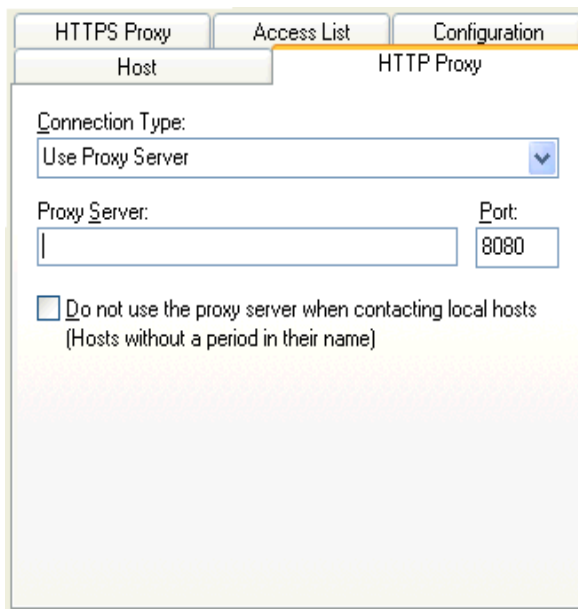 HTTPS Proxy Access List Configuration
Host HTTP Proxy
Connection Type:
Use Proxy Server
Proxy Server: Port:
8080
Do not use the proxy server when contacting local hosts
(Hosts without a period in their name)